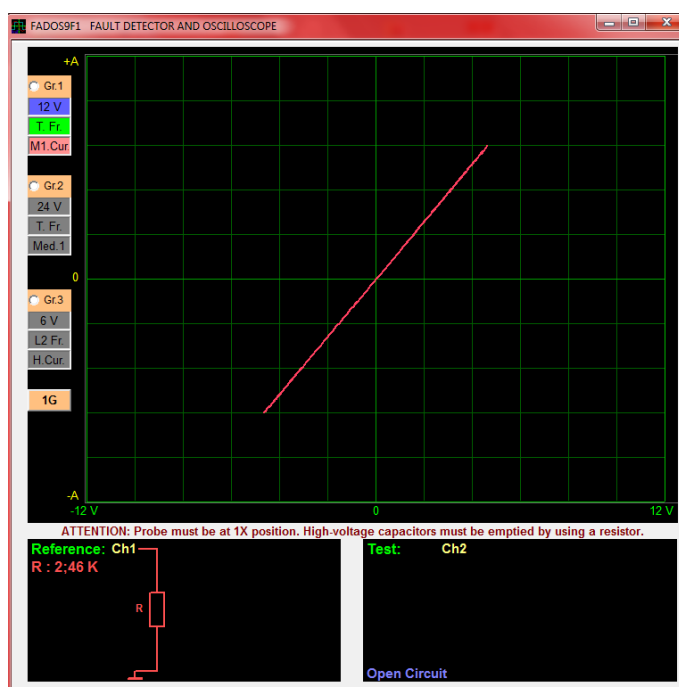 FADOS9F1 FAULT DETECTOR AND OSCILLOSCOPE
+A
Gr.1
12 V
T. Fr.
M1.Cur.
Gr.2
24 V
T. Fr.
Med.1
0
Gr.3
6 V
L2 Fr.
H.Cur.
1G
-A
-12 V 0 12 V
ATTENTION: Probe must be at 1X position. High-voltage capacitors must be emptied by using a resistor.
Reference: Ch1
R : 2;46 K
R
Test: Ch2
Open Circuit